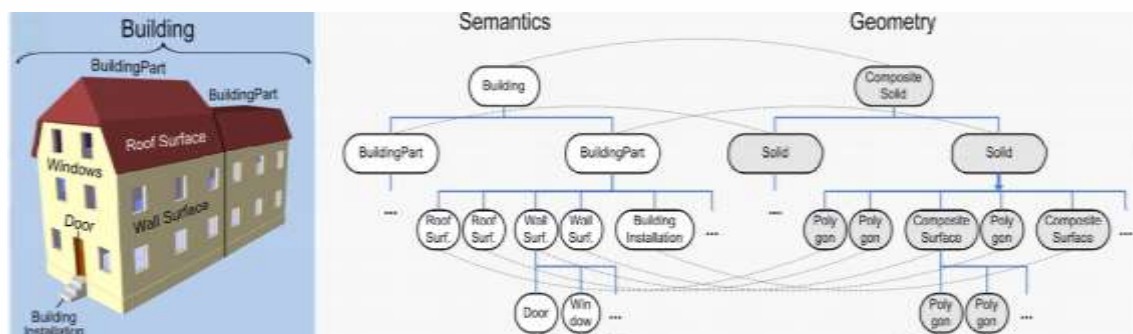 Building
BuildingPart
BuildingPart
Roof Surface
Windows
Wall Surface
Door
Building
Installation
Semantics
Geometry
Building
Composite
Solid
BuildingPart
BuildingPart
Solid
Solid
....
Roof
Surf.
Roof
Surf.
Wall
Surf.
Wall
Surf.
Building
Installation
...
....
Poly
gon
Poly
gon
Composite
Surface
Poly
gon
Composite
Surface
...
Door
Win
dow
...
Poly
gon
Poly
gon
...